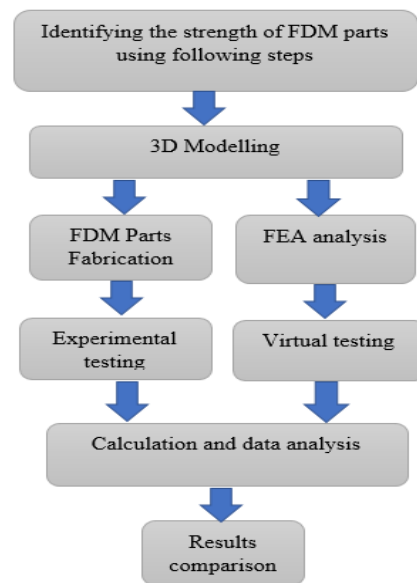 Identifying the strength of FDM parts
using following steps
3D Modelling
FDM Parts
Fabrication
FEA analysis
Experimental
testing
Virtual testing
Calculation and data analysis
Results
comparison